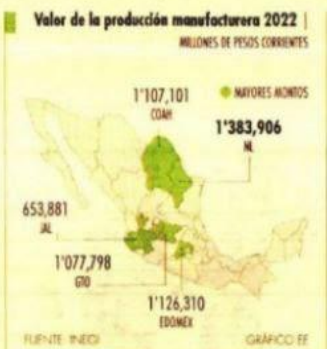 Valor de la producción manufacturera 2022
MILLONES DE PESOS CORRIENTES
MAYORES MONTOS
1'107,101
COAH
1'383,906
NL
653,881
JAL
1'077,798
GTO
1'126,310
EDOMEX
FUENTE INEGI
GRÁFICO EE